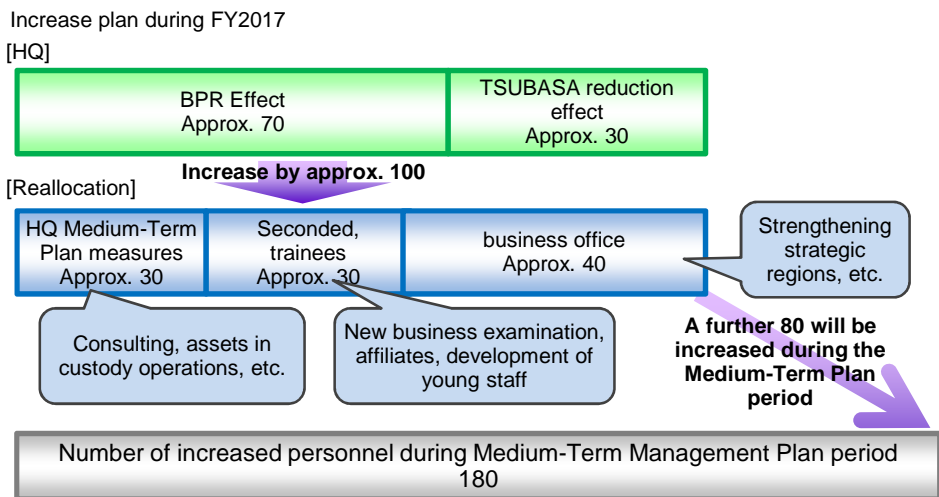 Increase plan during FY2017
[HQ]
BPR Effect
Approx. 70
TSUBASA reduction
effect
Approx. 30
Increase by approx. 100
[Reallocation]
HQ Medium-Term
Plan measures
Approx. 30
Seconded,
trainees
Approx. 30
business office
Approx. 40
Strengthening
strategic
regions, etc.
Consulting, assets in
custody operations, etc.
New business examination,
affiliates, development of
young staff
A further 80 will be
increased during the
Medium-Term Plan
period
Number of increased personnel during Medium-Term Management Plan period
180